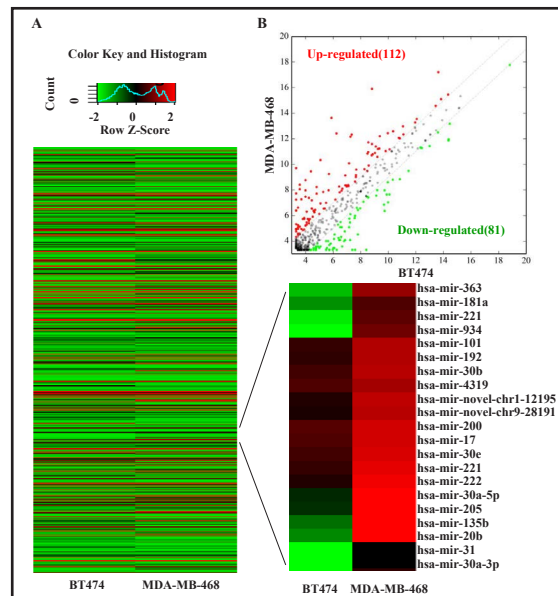 A
Color Key and Histogram
Count
0
-2 0 2
Row Z-Score
BT474 MDA-MB-468
B
20
18
16
14
12
10
8
6
4
MDA-MB-468
Up-regulated(112)
Down-regulated(81)
4 6 8 10 12 14 16 18 20
BT474
hsa-mir-363
hsa-mir-181a
hsa-mir-221
hsa-mir-934
hsa-mir-101
hsa-mir-192
hsa-mir-30b
hsa-mir-4319
hsa-mir-novel-chr1-12195
hsa-mir-novel-chr9-28191
hsa-mir-200
hsa-mir-17
hsa-mir-30e
hsa-mir-221
hsa-mir-222
hsa-mir-30a-5p
hsa-mir-205
hsa-mir-135b
hsa-mir-20b
hsa-mir-31
hsa-mir-30a-3p
BT474 MDA-MB-468